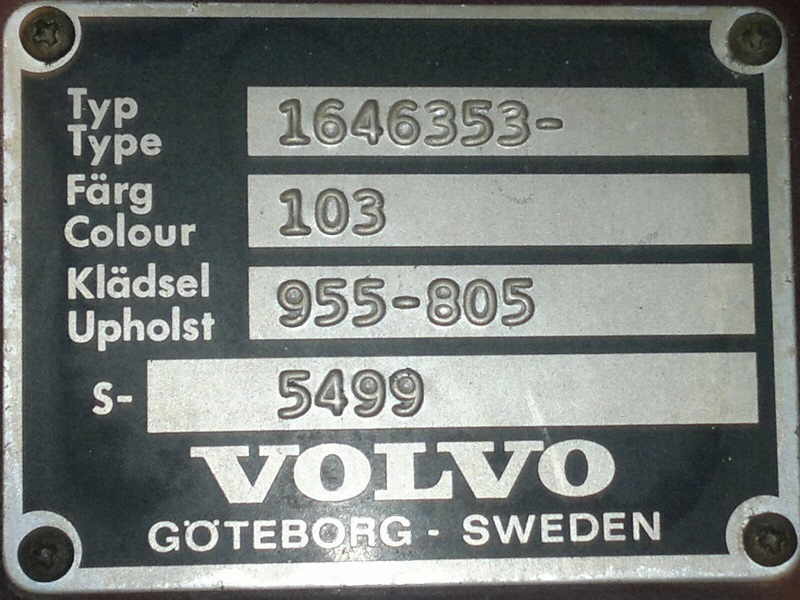 Typ
Type 1646353-
Färg
Colour 103
Klädsel
Upholst 955-805
S- 5499
VOLVO
GÖTEBORG - SWEDEN